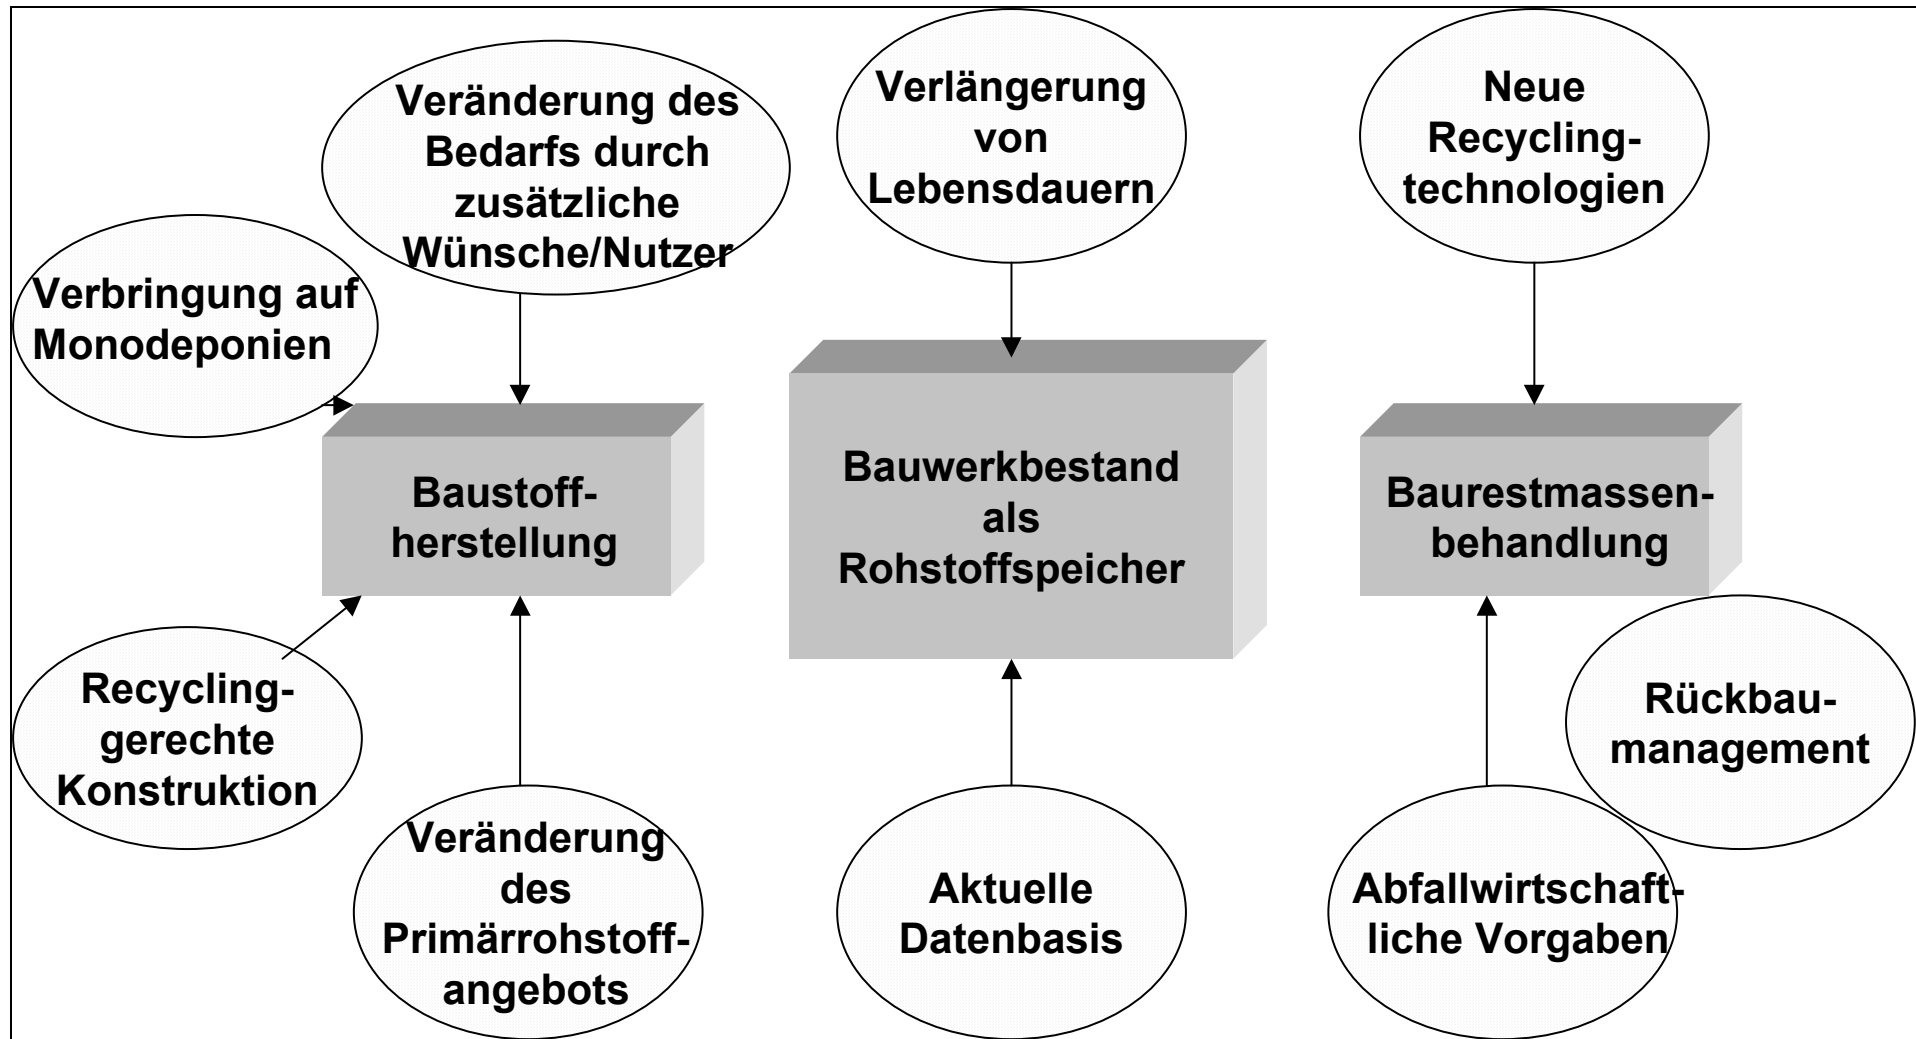 Veränderung des
Bedarfs durch
zusätzliche
Wünsche/Nutzer
Verlängerung
von
Lebensdauern
Neue
Recycling-
technologien
Verbringung auf
Monodeponien
Baustoff-
herstellung
Bauwerkbestand
als
Rohstoffspeicher
Baurestmassen-
behandlung
Recycling-
gerechte
Konstruktion
Rückbau-
management
Veränderung
des
Primärrohstoff-
angebots
Aktuelle
Datenbasis
Abfallwirtschaft-
liche Vorgaben